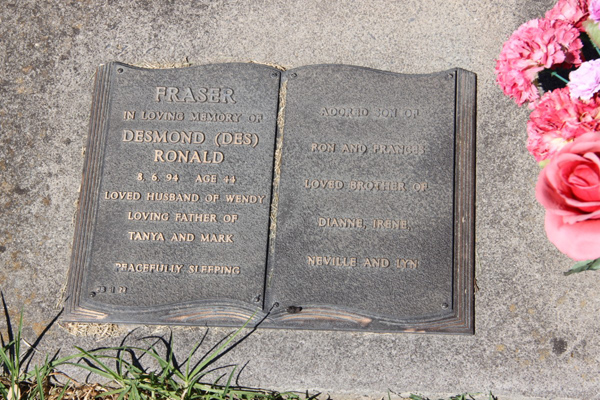 FRASER
IN LOVING MEMORY OF
DESMOND (DES)
RONALD
8. 6. 94 AGE 44
LOVED HUSBAND OF WENDY
LOVING FATHER OF
TANYA AND MARK
PEACEFULLY SLEEPING
ADORED SON OF
RON AND FRANCES
LOVED BROTHER OF
DIANNE, IRENE,
NEVILLE AND LYN